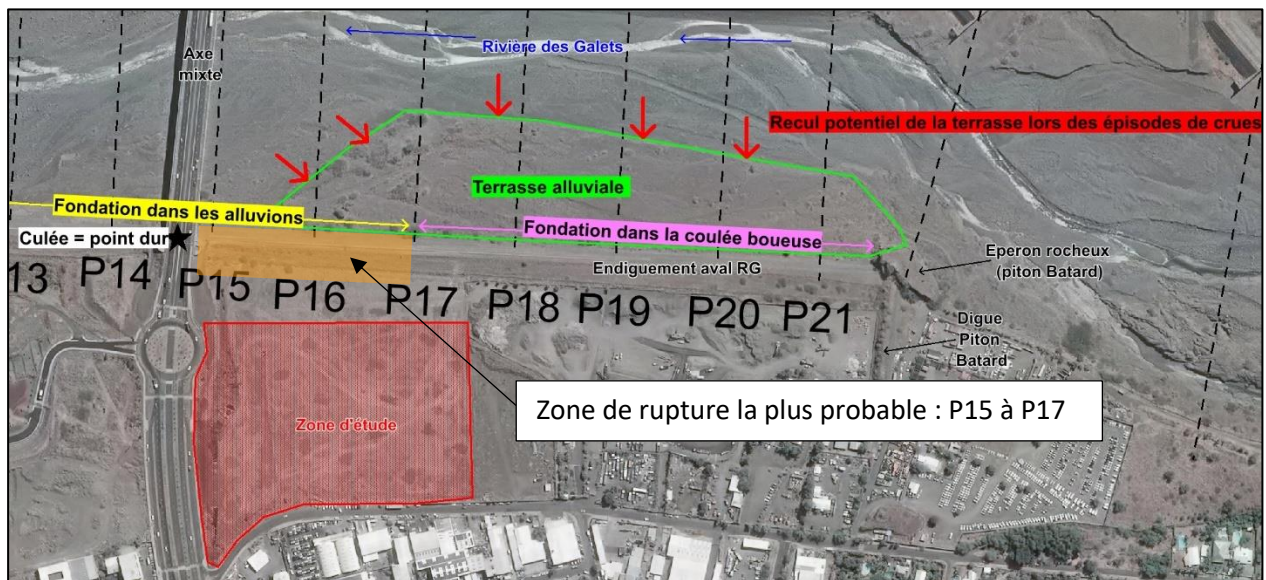 Axe
mixte
Rivière des Galets
Recul potentiel de la terrasse lors des épisodes de crues
Terrasse alluviale
Fondation dans les alluvions
Fondation dans la coulée boueuse
Culée = point dur
Endiguement aval RG
Eperon rocheux
(piton Batard)
13 P14 P15 P16 P17 P18 P19 P20 P21
Digue
Piton
Batard
Zone de rupture la plus probable : P15 à P17
Zone d'étude